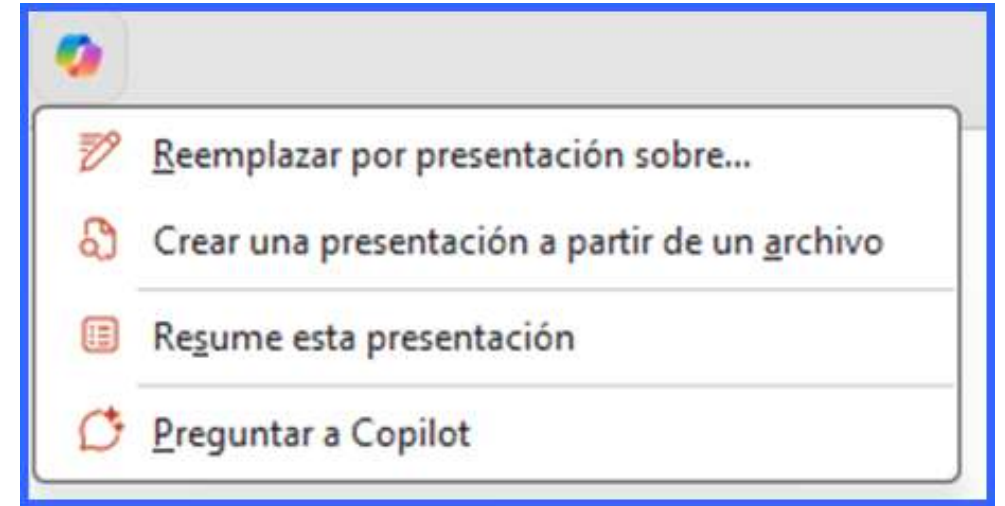 Reemplazar por presentación sobre...
Crear una presentación a partir de un archivo
Resume esta presentación
Preguntar a Copilot